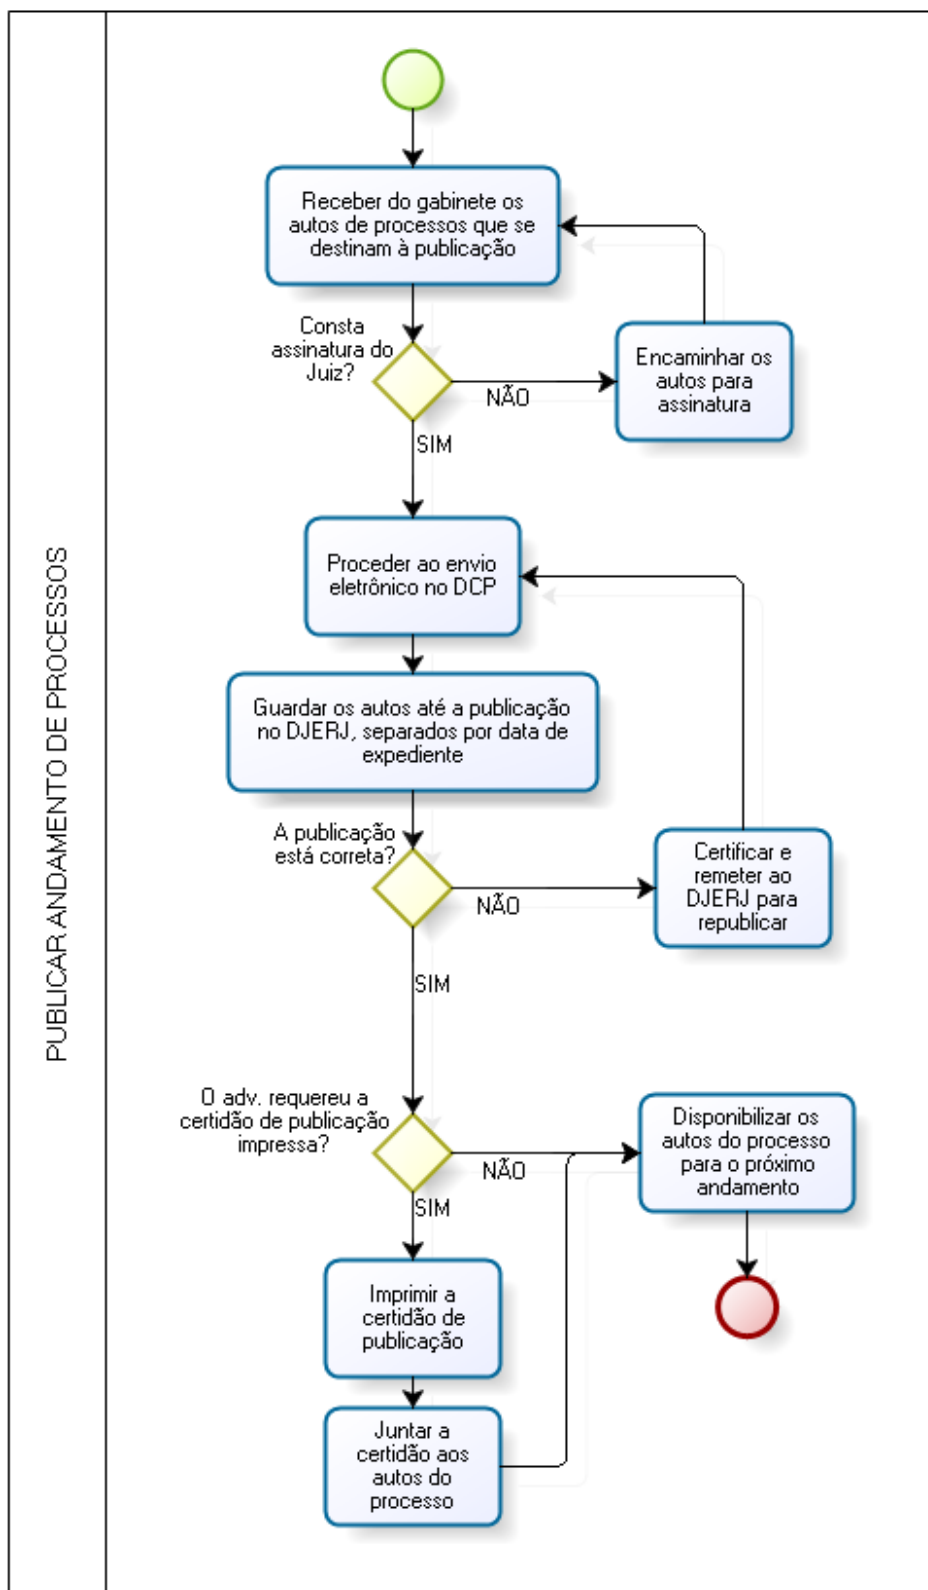 PUBLICAR ANDAMENTO DE PROCESSOS
Receber do gabinete os
autos de processos que se
destinam à publicação
Consta
assinatura do
Juiz?
NÃO
Encaminhar os
autos para
assinatura
SIM
Proceder ao envio
eletrônico no DCP
Guardar os autos até a publicação
no DJERJ, separados por data de
expediente
A publicação
está correta?
NÃO
Certificar e
remeter ao
DJERJ para
republicar
SIM
O adv. requereu a
certidão de publicação
impressa?
NÃO
Disponibilizar os
autos do processo
para o próximo
andamento
SIM
Imprimir a
certidão de
publicação
Juntar a
certidão aos
autos do
processo